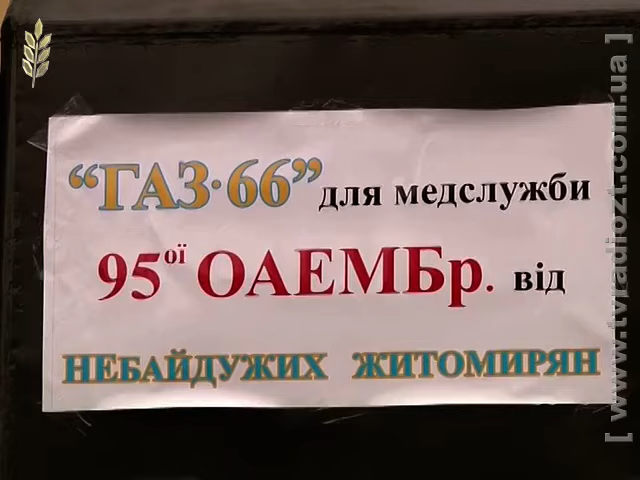 “ГАЗ-66” для медслужби
95ої ОАЕМБр. від
НЕБАЙДУЖИХ ЖИТОМИРЯН
[ www.tvradiozt.com.ua ]